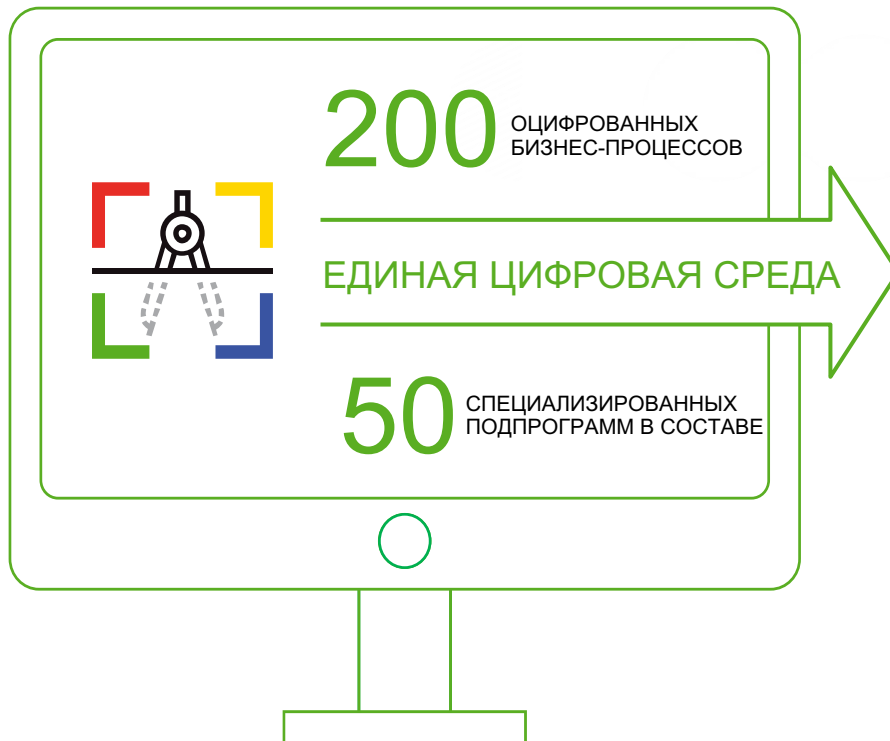 200 ОЦИФРОВАННЫХ
БИЗНЕС-ПРОЦЕССОВ
ЕДИНАЯ ЦИФРОВАЯ СРЕДА
50 СПЕЦИАЛИЗИРОВАННЫХ
ПОДПРОГРАММ В СОСТАВЕ